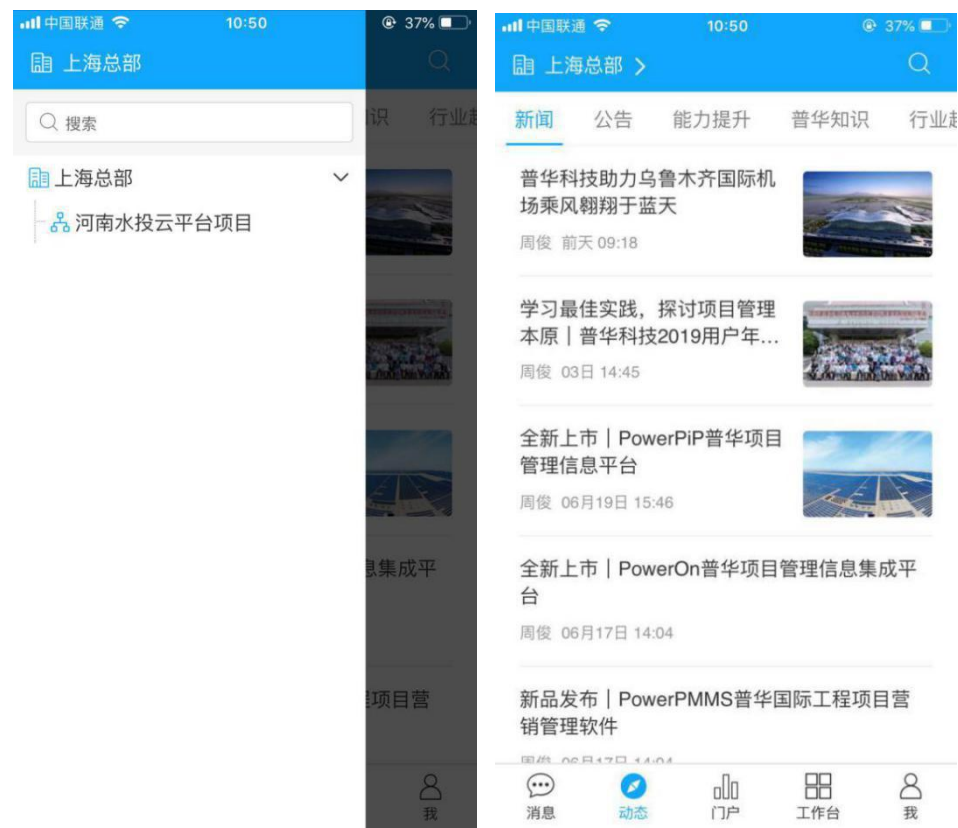 中国联通 10:50 37%
上海总部
搜索
上海总部
河南水投云平台项目
识 行业
息集成平
项目营
我
中国联通 10:50 37%
上海总部
新闻 公告 能力提升 普华知识 行业
普华科技助力乌鲁木齐国际机
场乘风翱翔于蓝天
周俊 前天 09:18
学习最佳实践，探讨项目管理
本原｜普华科技2019用户年...
周俊 03日 14:45
全新上市｜PowerPiP普华项目
管理信息平台
周俊 06月19日 15:46
全新上市｜PowerOn普华项目管理信息集成平
台
周俊 06月17日 14:04
新品发布｜PowerPMMS普华国际工程项目营
销管理软件
周俊 06月17日 14:04
消息 动态 门户 工作台 我